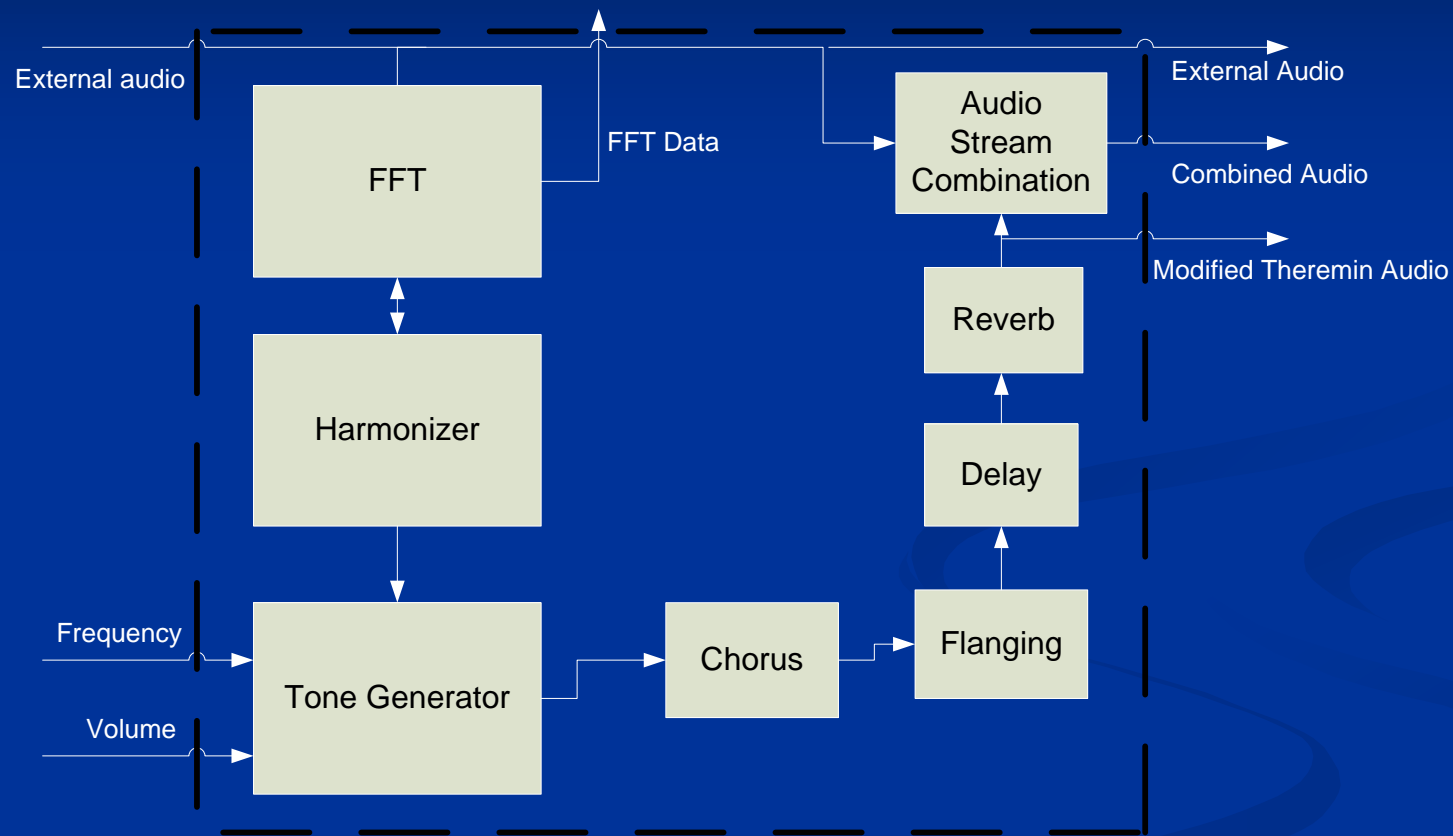 External audio
FFT
FFT Data
Audio
Stream
Combination
External Audio
Combined Audio
Modified Theremin Audio
Reverb
Harmonizer
Delay
Frequency
Volume
Tone Generator
Chorus
Flanging